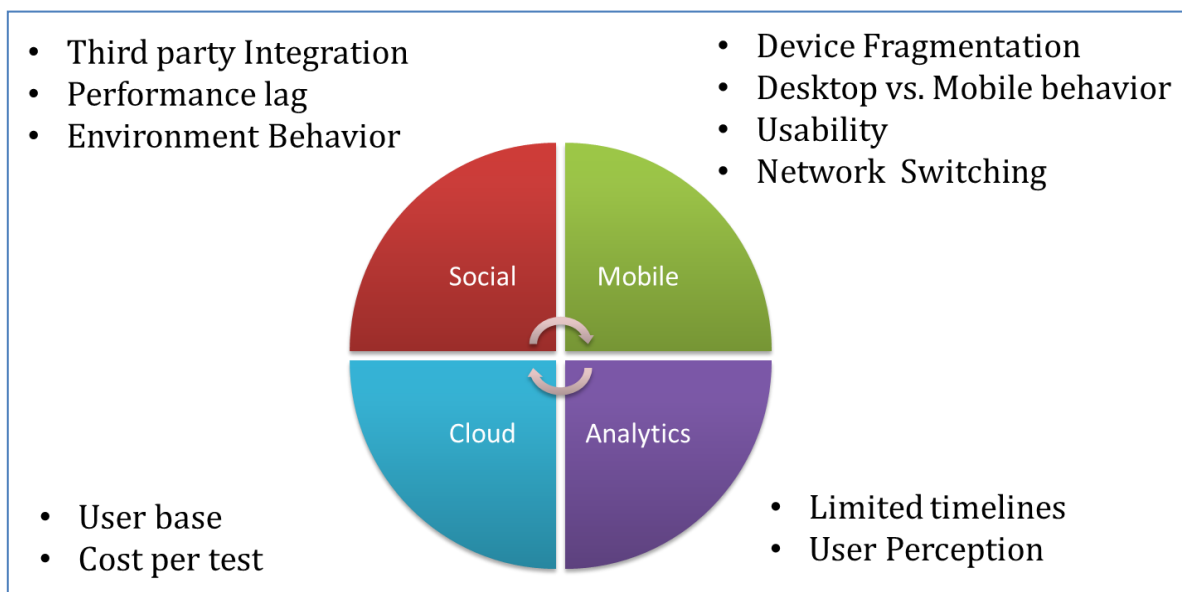 • Third party Integration
• Performance lag
• Environment Behavior
• Device Fragmentation
• Desktop vs. Mobile behavior
• Usability
• Network Switching
Social
Mobile
Cloud
Analytics
• User base
• Cost per test
• Limited timelines
• User Perception